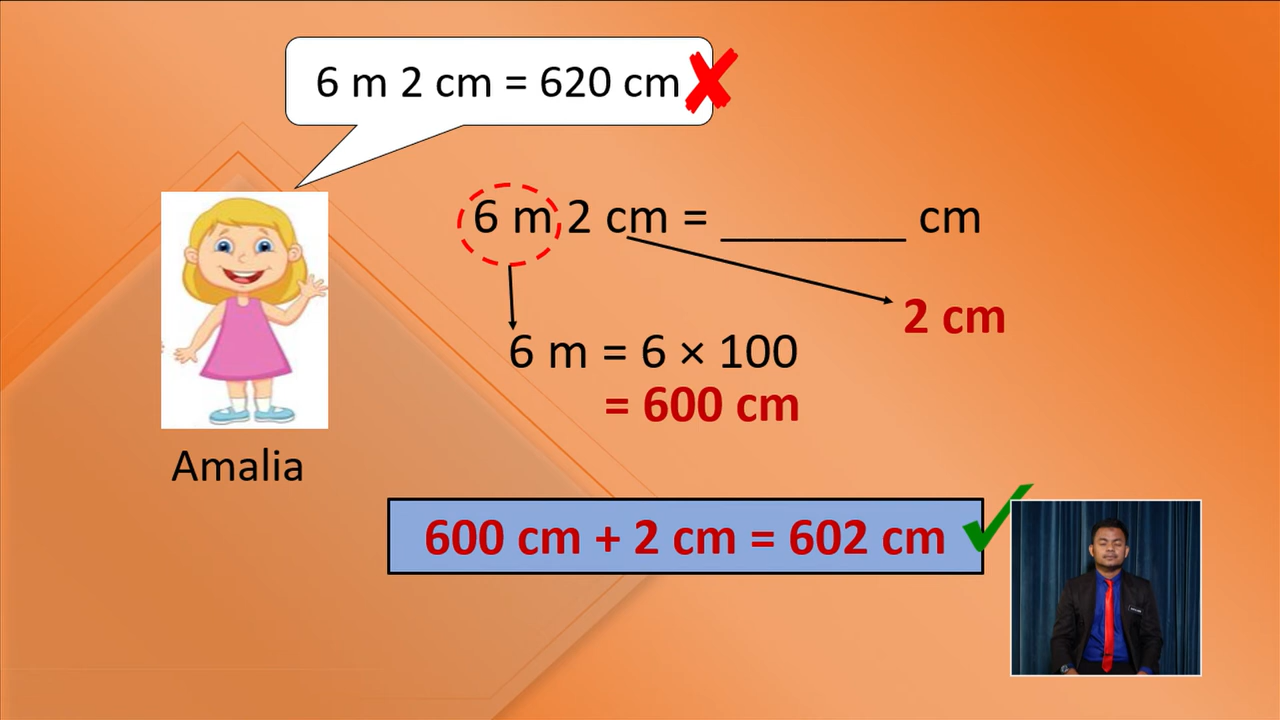 6 m 2 cm = 620 cm
6 m 2 cm = _______ cm
2 cm
6 m = 6 × 100
= 600 cm
Amalia
600 cm + 2 cm = 602 cm